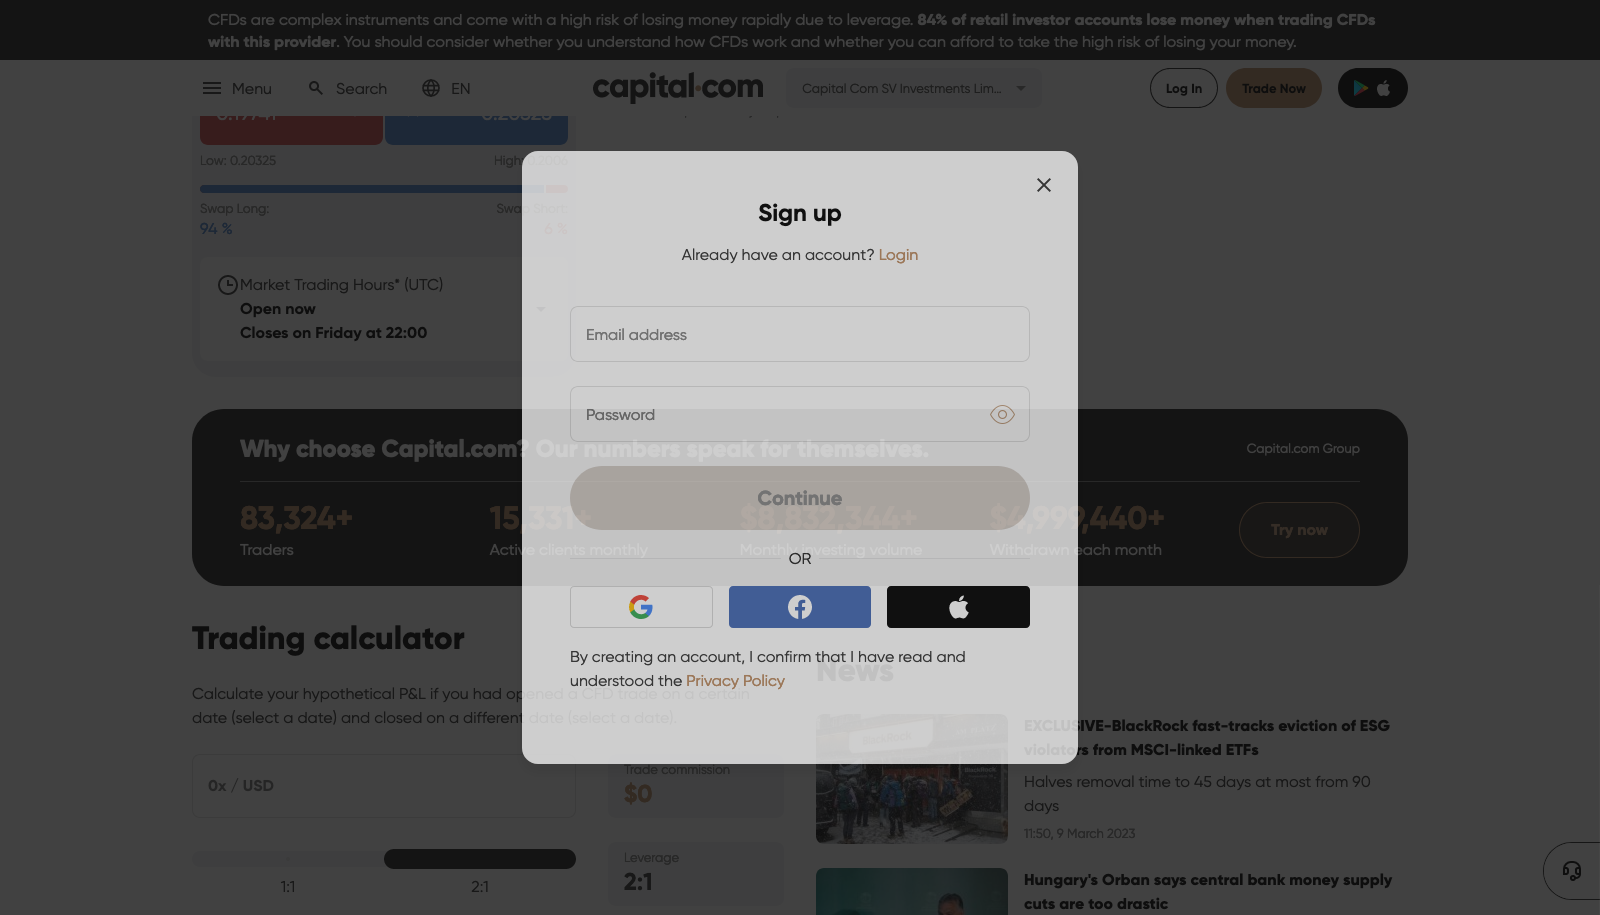 CFDs are complex instruments and come with a high risk of losing money rapidly due to leverage. 84% of retail investor accounts lose money when trading CFDs
with this provider. You should consider whether you understand how CFDs work and whether you can afford to take the high risk of losing your money.
Menu
Search
EN
capital.com
Capital Com SV Investments Lim...
Log In
Trade Now
Low: 0.20325
High:
Swap Long:
Swap Short:
94 %
6 %
Market Trading Hours* (UTC)
Open now
Closes on Friday at 22:00
Sign up
Already have an account? Login
Email address
Password
Continue
OR
By creating an account, I confirm that I have read and
understood the Privacy Policy
Why choose Capital.com? Our numbers speak for themselves.
Capital.com Group
83,324+
Traders
15,331+
Active clients monthly
$8,832,344+
Monthly investing volume
$4,999,440+
Withdrawn each month
Try now
Trading calculator
Calculate your hypothetical P&L if you had opened a CFD trade on a certain
date (select a date) and closed on a different date (select a date).
0x / USD
Trade commission
$0
1:1
2:1
Leverage
2:1
News
EXCLUSIVE-BlackRock fast-tracks eviction of ESG
violators from MSCI-linked ETFs
Halves removal time to 45 days at most from 90
days
11:50, 9 March 2023
Hungary's Orban says central bank money supply
cuts are too drastic